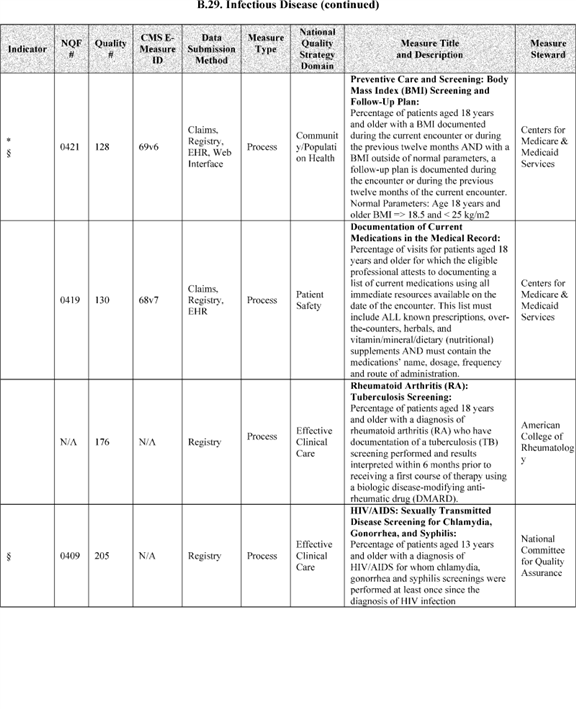 B.29. Infectious Disease (continued)
Indicator
NQF
#
Quality
#
CMS E-
Measure
ID
Data
Submission
Method
Measure
Type
National
Quality
Strategy
Domain
Measure Title
and Description
Measure
Steward
*
§
0421
128
69v6
Claims,
Registry,
EHR, Web
Interface
Process
Communit
y/Populati
on Health
Preventive Care and Screening: Body
Mass Index (BMI) Screening and
Follow-Up Plan:
Percentage of patients aged 18 years
and older with a BMI documented
during the current encounter or during
the previous twelve months AND with a
BMI outside of normal parameters, a
follow-up plan is documented during
the encounter or during the previous
twelve months of the current encounter.
Normal Parameters: Age 18 years and
older BMI => 18.5 and < 25 kg/m2
Centers for
Medicare &
Medicaid
Services
0419
130
68v7
Claims,
Registry,
EHR
Process
Patient
Safety
Documentation of Current
Medications in the Medical Record:
Percentage of visits for patients aged 18
years and older for which the eligible
professional attests to documenting a
list of current medications using all
immediate resources available on the
date of the encounter. This list must
include ALL known prescriptions, over-
the-counters, herbals, and
vitamin/mineral/dietary (nutritional)
supplements AND must contain the
medications' name, dosage, frequency
and route of administration.
Centers for
Medicare &
Medicaid
Services
N/A
176
N/A
Registry
Process
Effective
Clinical
Care
Rheumatoid Arthritis (RA):
Tuberculosis Screening:
Percentage of patients aged 18 years
and older with a diagnosis of
rheumatoid arthritis (RA) who have
documentation of a tuberculosis (TB)
screening performed and results
interpreted within 6 months prior to
receiving a first course of therapy using
a biologic disease-modifying anti-
rheumatic drug (DMARD).
American
College of
Rheumatolog
y
§
0409
205
N/A
Registry
Process
Effective
Clinical
Care
HIV/AIDS: Sexually Transmitted
Disease Screening for Chlamydia,
Gonorrhea, and Syphilis:
Percentage of patients aged 13 years
and older with a diagnosis of
HIV/AIDS for whom chlamydia,
gonorrhea and syphilis screenings were
performed at least once since the
diagnosis of HIV infection
National
Committee
for Quality
Assurance